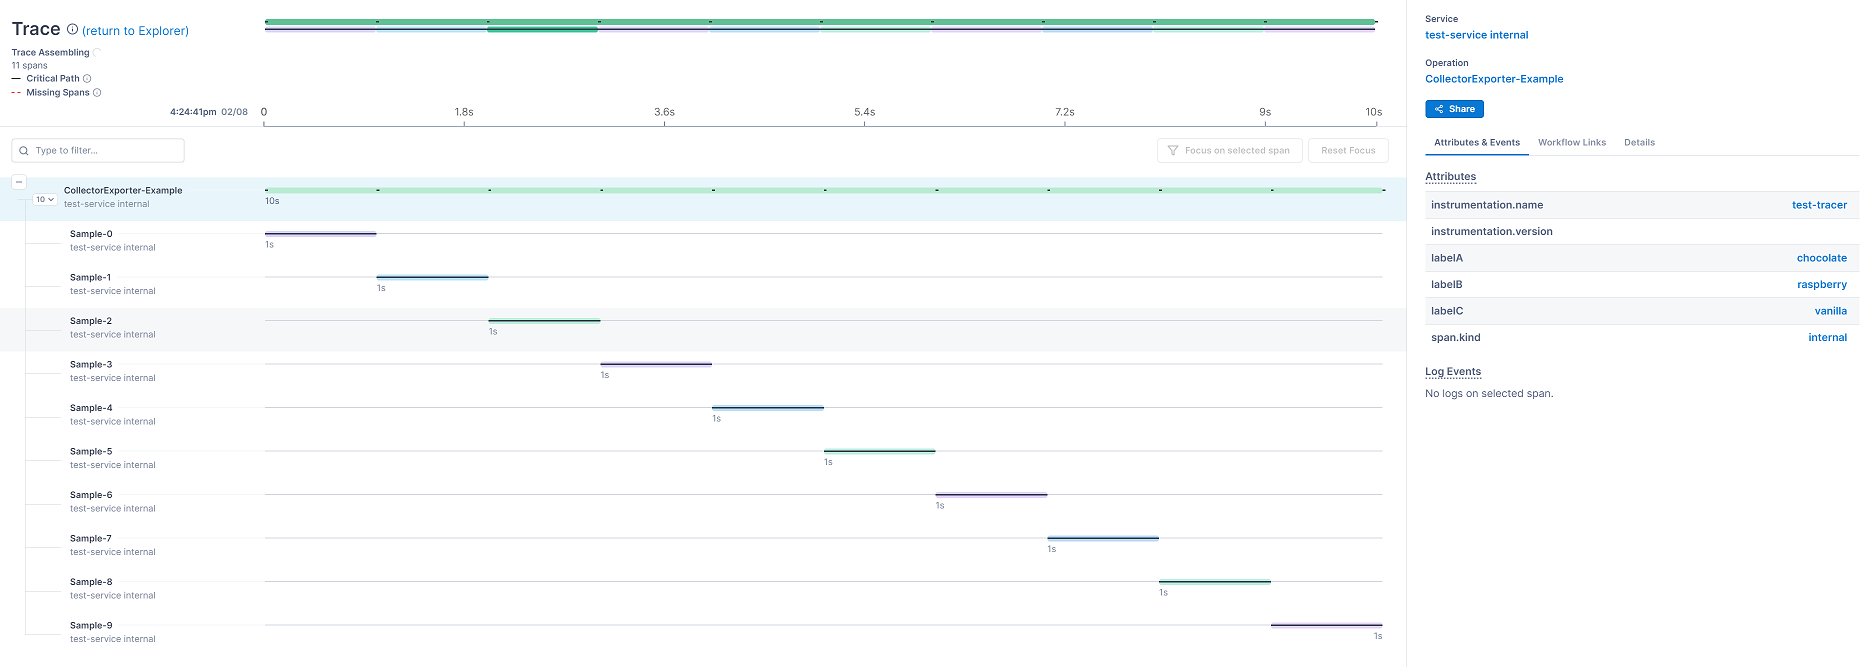 Trace (return to Explorer)
Trace Assembling
11 spans
Critical Path
Missing Spans
4:24:41pm 02/08 0 1.8s 3.6s 5.4s 7.2s 9s 10s
Type to filter...
Focus on selected span Reset Focus
10
CollectorExporter-Example
test-service internal
10s
Sample-0
test-service internal
1s
Sample-1
test-service internal
1s
Sample-2
test-service internal
1s
Sample-3
test-service internal
1s
Sample-4
test-service internal
1s
Sample-5
test-service internal
1s
Sample-6
test-service internal
1s
Sample-7
test-service internal
1s
Sample-8
test-service internal
1s
Sample-9
test-service internal
1s
Service
test-service internal
Operation
CollectorExporter-Example
Share
Attributes & Events Workflow Links Details
Attributes
instrumentation.name test-tracer
instrumentation.version
labelA chocolate
labelB raspberry
labelC vanilla
span.kind internal
Log Events
No logs on selected span.